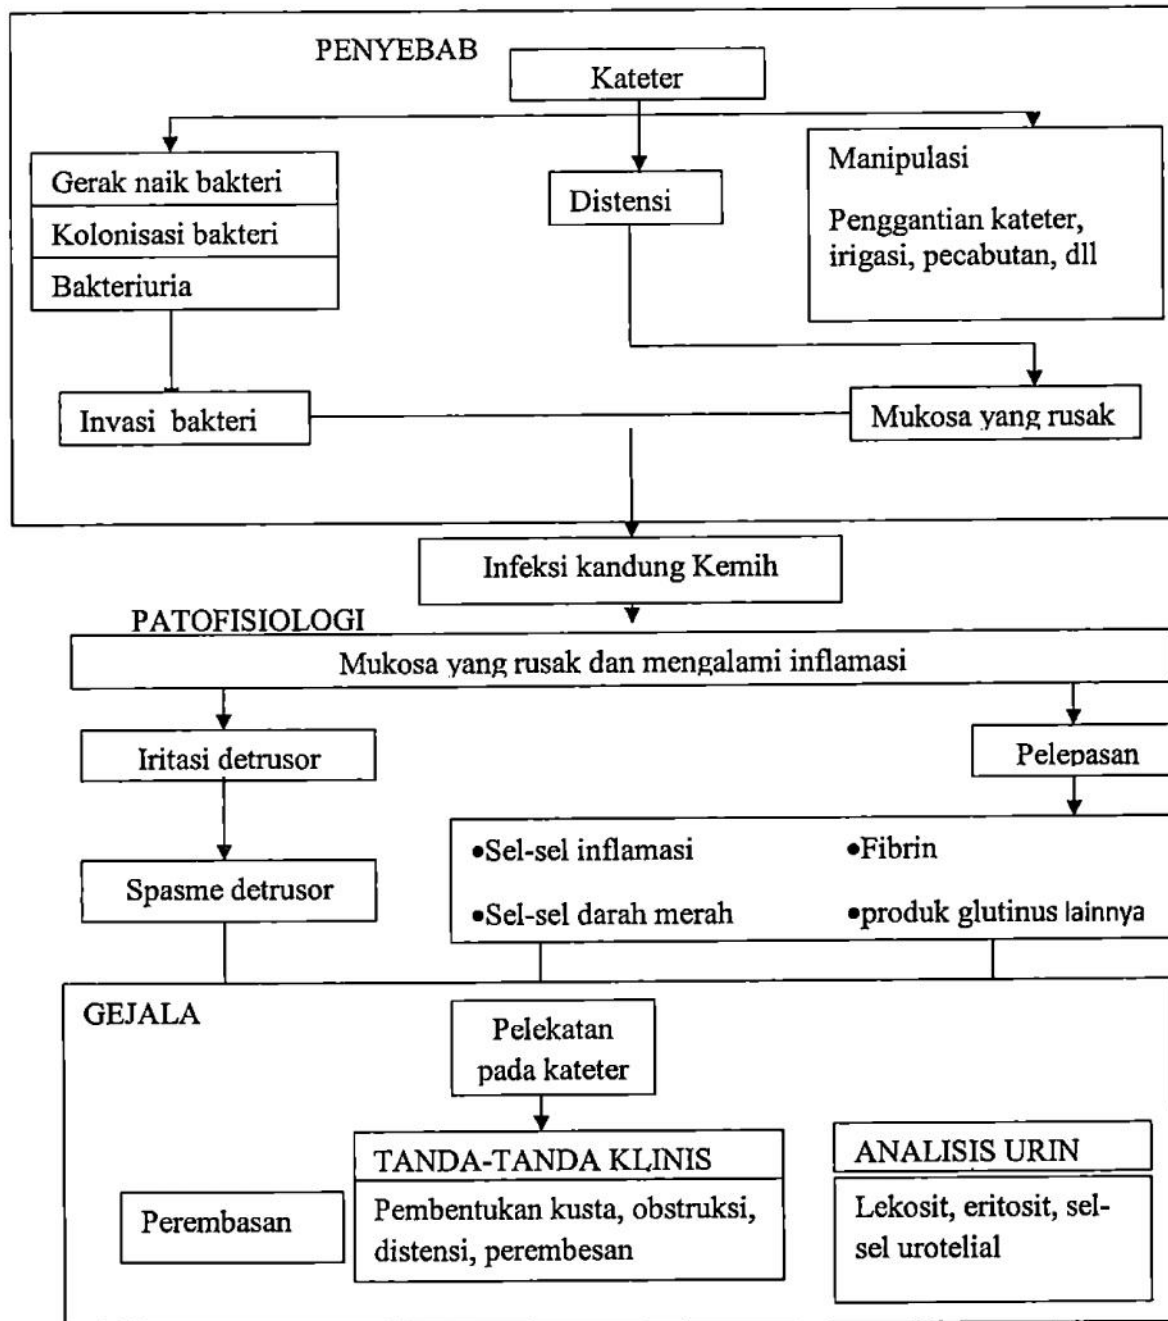 PENYEBAB
Kateter
Gerak naik bakteri
Kolonisasi bakteri
Bakteriuria
Distensi
Manipulasi
Penggantian kateter,
irigasi, pecabutan, dll
Invasi bakteri
Mukosa yang rusak
Infeksi kandung Kemih
PATOFISIOLOGI
Mukosa yang rusak dan mengalami inflamasi
Iritasi detrusor
Pelepasan
Spasme detrusor
•Sel-sel inflamasi
•Fibrin
•Sel-sel darah merah
•produk glutinus lainnya
GEJALA
Pelekatan
pada kateter
Perembasan
TANDA-TANDA KLINIS
Pembentukan kusta, obstruksi,
distensi, perembesan
ANALISIS URIN
Lekosit, eritosit, sel-
sel urotelial